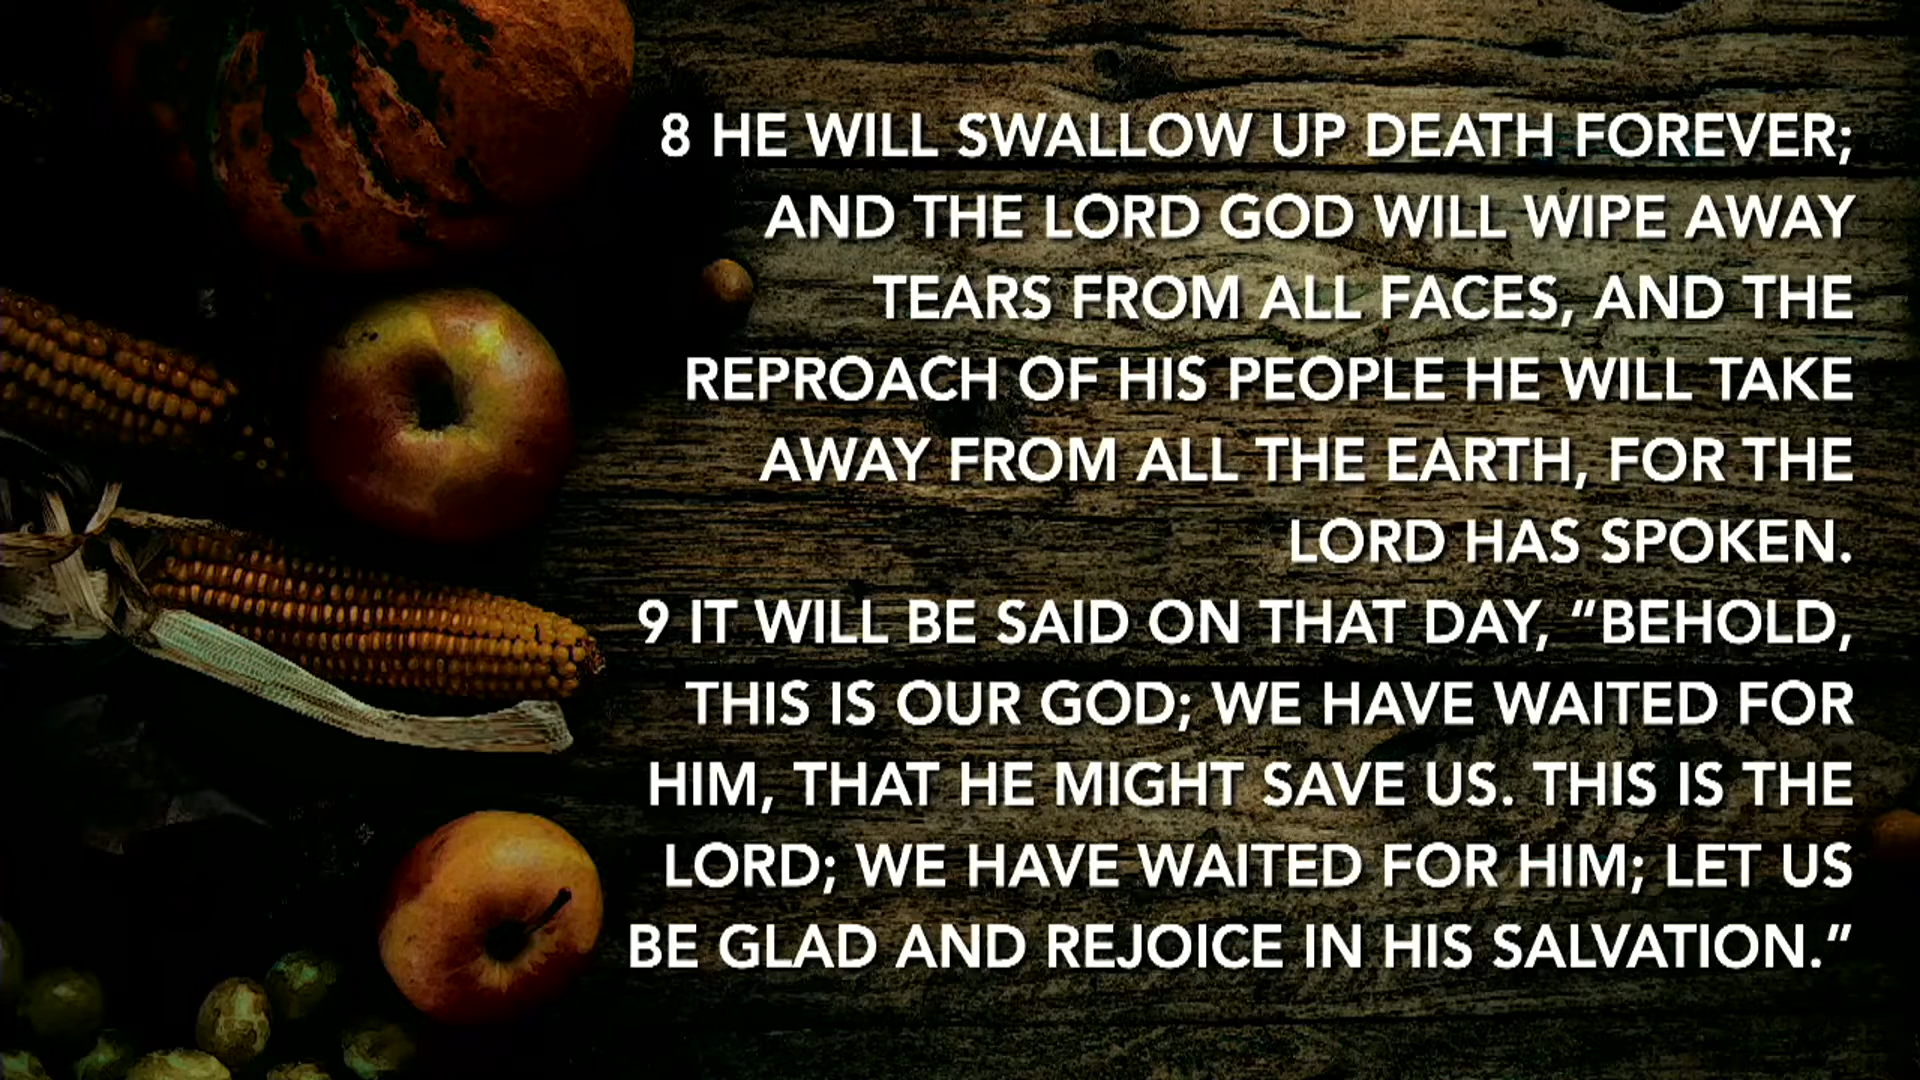 8 HE WILL SWALLOW UP DEATH FOREVER;
AND THE LORD GOD WILL WIPE AWAY
TEARS FROM ALL FACES, AND THE
REPROACH OF HIS PEOPLE HE WILL TAKE
AWAY FROM ALL THE EARTH, FOR THE
LORD HAS SPOKEN.
9 IT WILL BE SAID ON THAT DAY, “BEHOLD,
THIS IS OUR GOD; WE HAVE WAITED FOR
HIM, THAT HE MIGHT SAVE US. THIS IS THE
LORD; WE HAVE WAITED FOR HIM; LET US
BE GLAD AND REJOICE IN HIS SALVATION.”